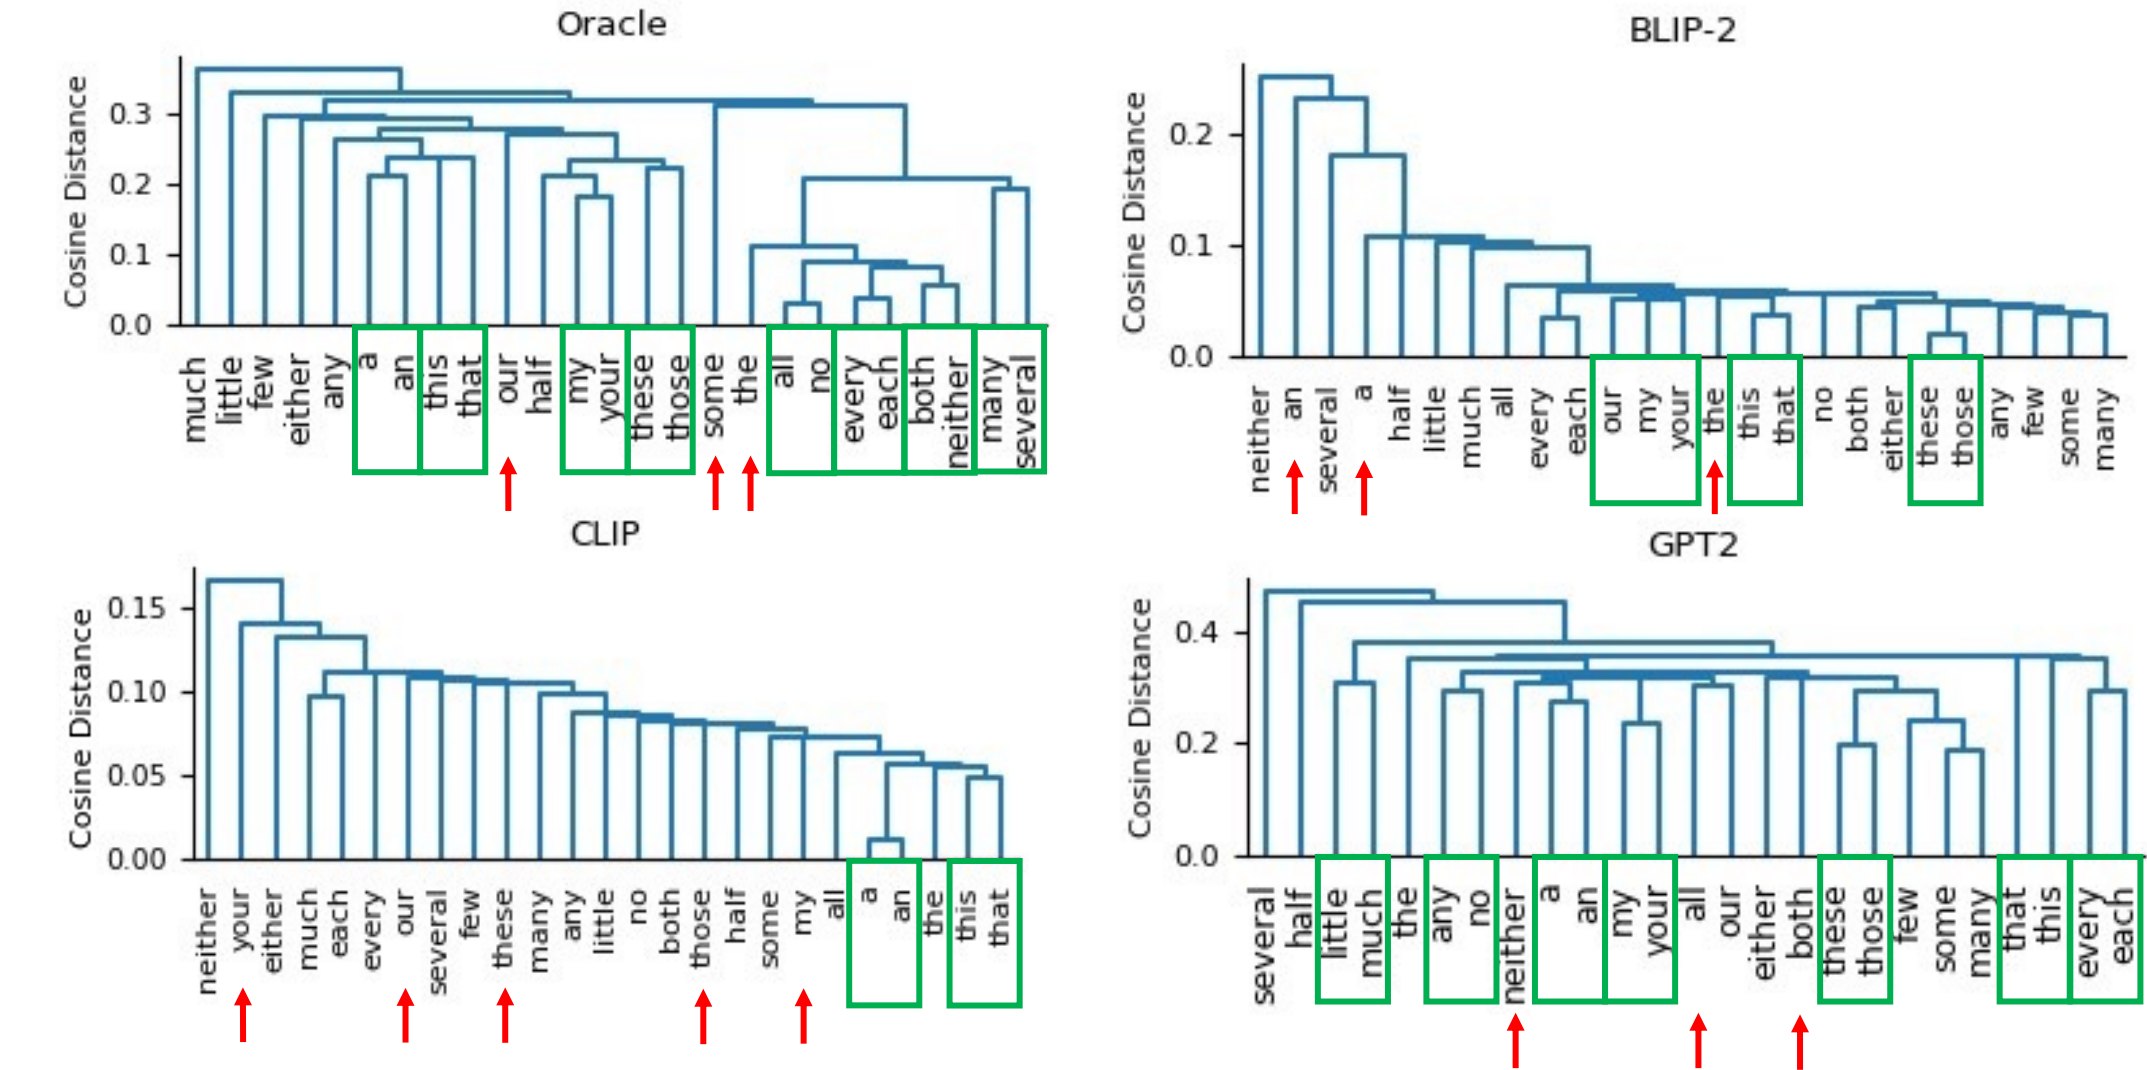 Oracle
Cosine Distance
0.3
0.2
0.1
0.0
much little few either any a an this that our half my your these those some the all no every each both neither many several
BLIP-2
Cosine Distance
0.2
0.1
0.0
neither an several a half little much all every each our my your the this that no both either these those any few some many
CLIP
Cosine Distance
0.15
0.10
0.05
0.00
neither your either much each every our several few these many any little no both those half some my all a an the this that
GPT2
Cosine Distance
0.4
0.2
0.0
several half little much the any no neither a an my your all our either both these those few some many that this every each